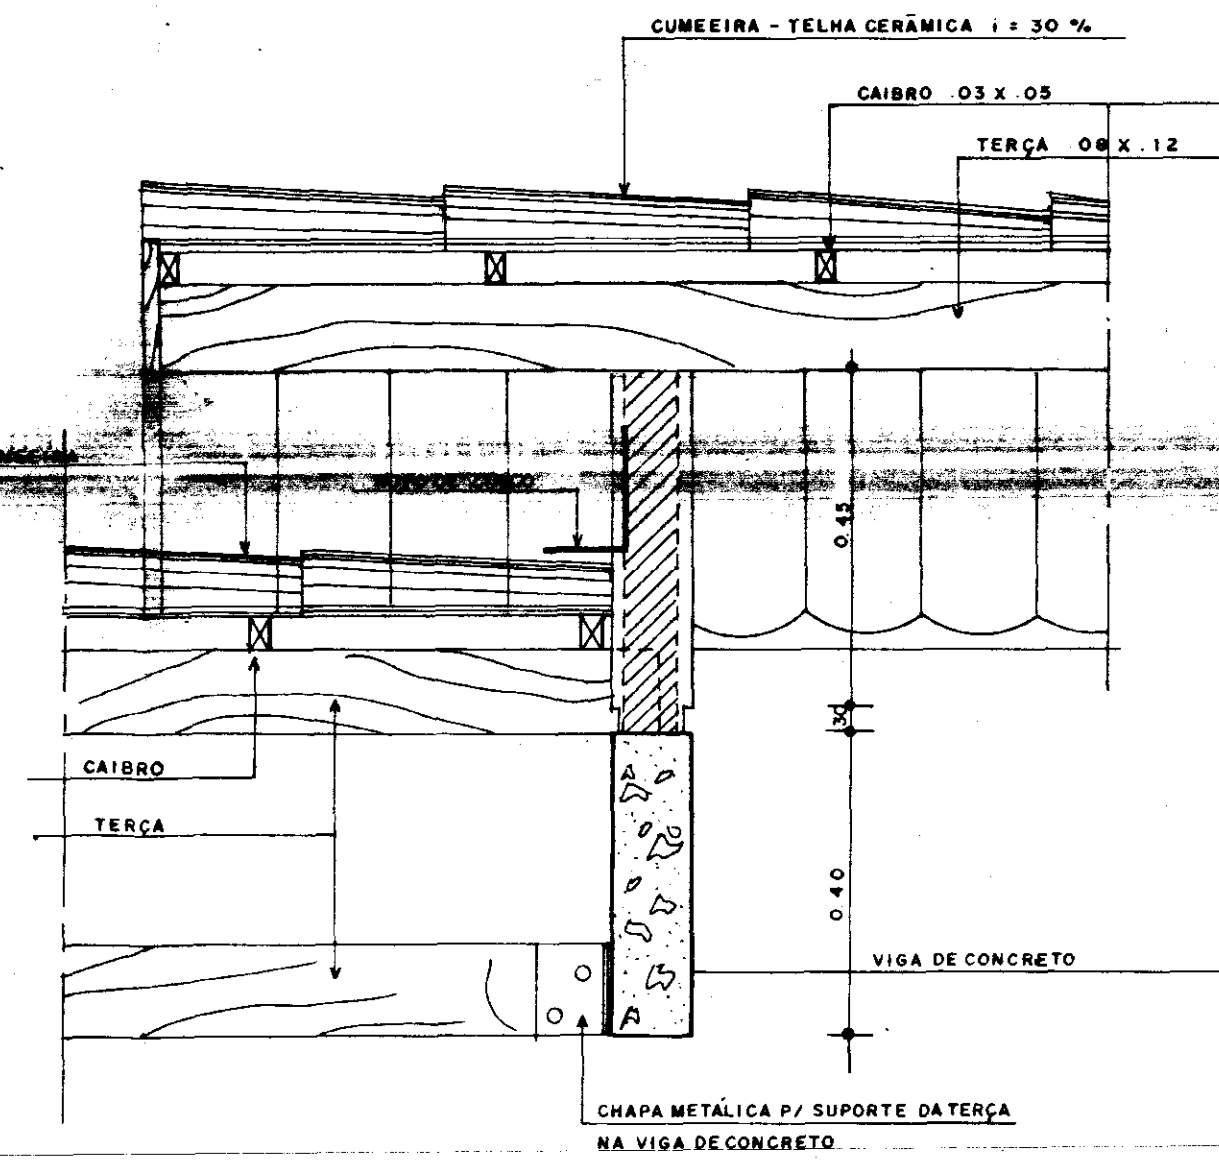 CUMEEIRA - TELHA CERÂMICA i = 30 %
CAIBRO .03 X .05
TERÇA .08 X .12
0.45
30
CAIBRO
TERÇA
0.40
VIGA DE CONCRETO
CHAPA METÁLICA P/ SUPORTE DA TERÇA
NA VIGA DE CONCRETO